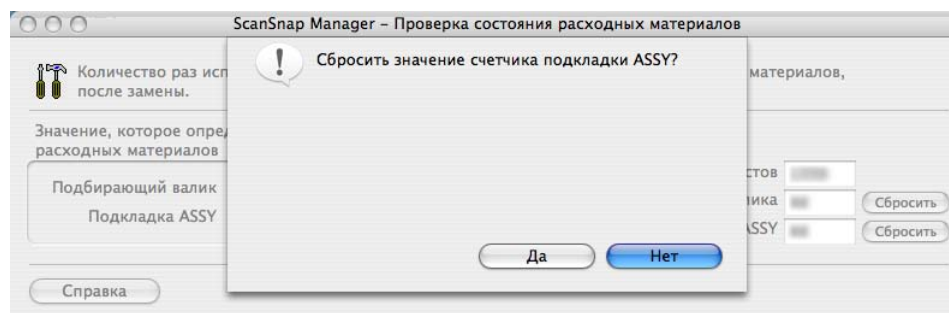 ScanSnap Manager – Проверка состояния расходных материалов
Сбросить значение счетчика подкладки ASSY?
Количество раз исп
материалов,
после замены.
Значение, которое опре
расходных материалов
Подбирающий валик
Подкладка ASSY
стов
ика
Сбросить
ASSY
Сбросить
Да
Нет
Справка